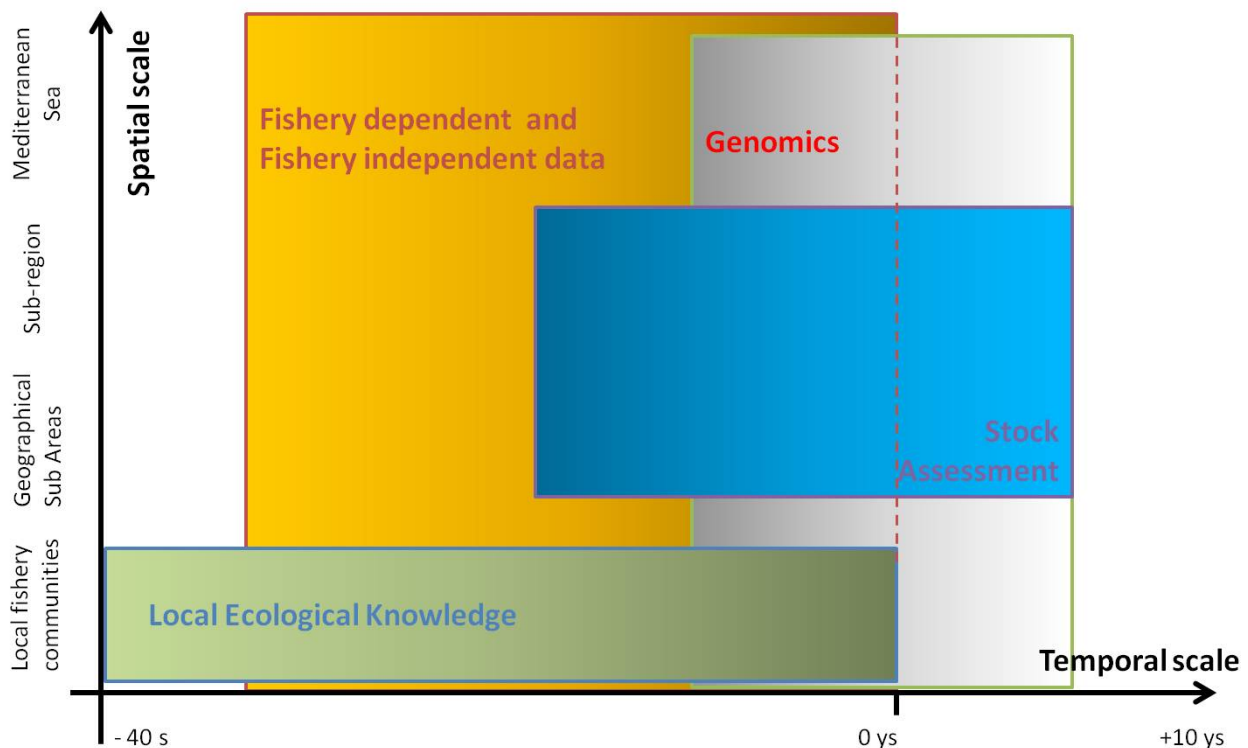 Mediterranean
Sea
Sub-region
Geographical
Sub Areas
Local fishery
communities
Spatial scale
Fishery dependent and
Fishery independent data
Genomics
Stock
Assessment
Local Ecological Knowledge
Temporal scale
- 40 s
0 ys
+10 ys